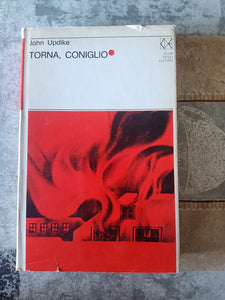 John Updike
TORNA, CONIGLIO